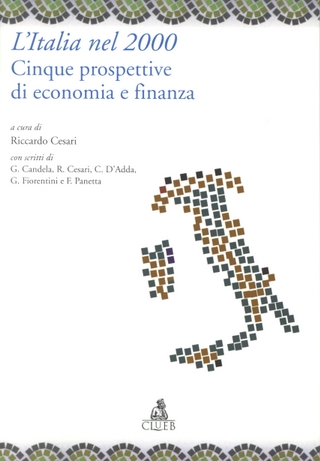 L'Italia nel 2000
Cinque prospettive
di economia e finanza
a cura di
Riccardo Cesari
con scritti di
G. Candela, R. Cesari, C. D'Adda,
G. Fiorentini e F. Panetta
CLUEB